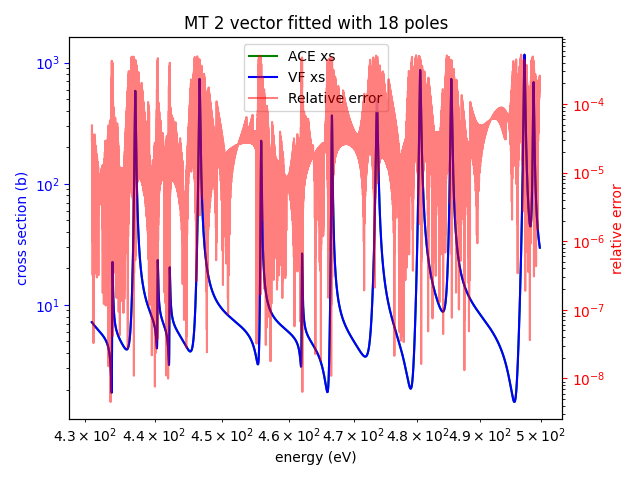 MT 2 vector fitted with 18 poles
ACE xs
VF xs
Relative error
cross section (b)
10³
10²
10¹
10⁻⁴
10⁻⁵
10⁻⁶
10⁻⁷
10⁻⁸
relative error
4.3 × 10² 4.4 × 10² 4.5 × 10² 4.6 × 10² 4.7 × 10² 4.8 × 10² 4.9 × 10² 5 × 10²
energy (eV)